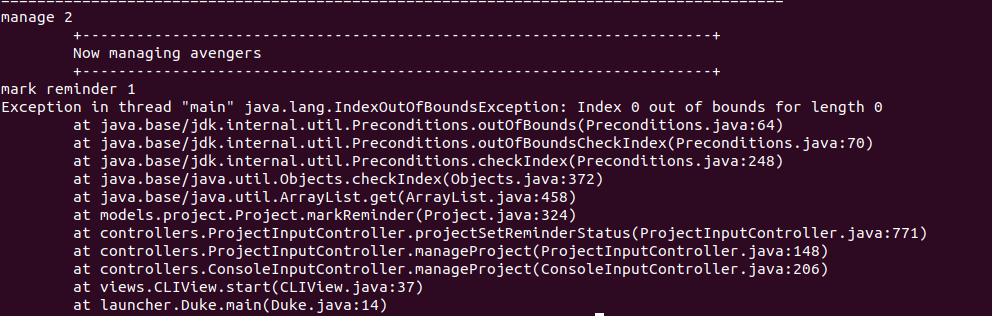 ================================================================================
manage 2
+----------------------------------------------------------------------+
Now managing avengers
+----------------------------------------------------------------------+
mark reminder 1
Exception in thread "main" java.lang.IndexOutOfBoundsException: Index 0 out of bounds for length 0
at java.base/jdk.internal.util.Preconditions.outOfBounds(Preconditions.java:64)
at java.base/jdk.internal.util.Preconditions.outOfBoundsCheckIndex(Preconditions.java:70)
at java.base/jdk.internal.util.Preconditions.checkIndex(Preconditions.java:248)
at java.base/java.util.Objects.checkIndex(Objects.java:372)
at java.base/java.util.ArrayList.get(ArrayList.java:458)
at models.project.Project.markReminder(Project.java:324)
at controllers.ProjectInputController.projectSetReminderStatus(ProjectInputController.java:771)
at controllers.ProjectInputController.manageProject(ProjectInputController.java:148)
at controllers.ConsoleInputController.manageProject(ConsoleInputController.java:206)
at views.CLIView.start(CLIView.java:37)
at launcher.Duke.main(Duke.java:14)